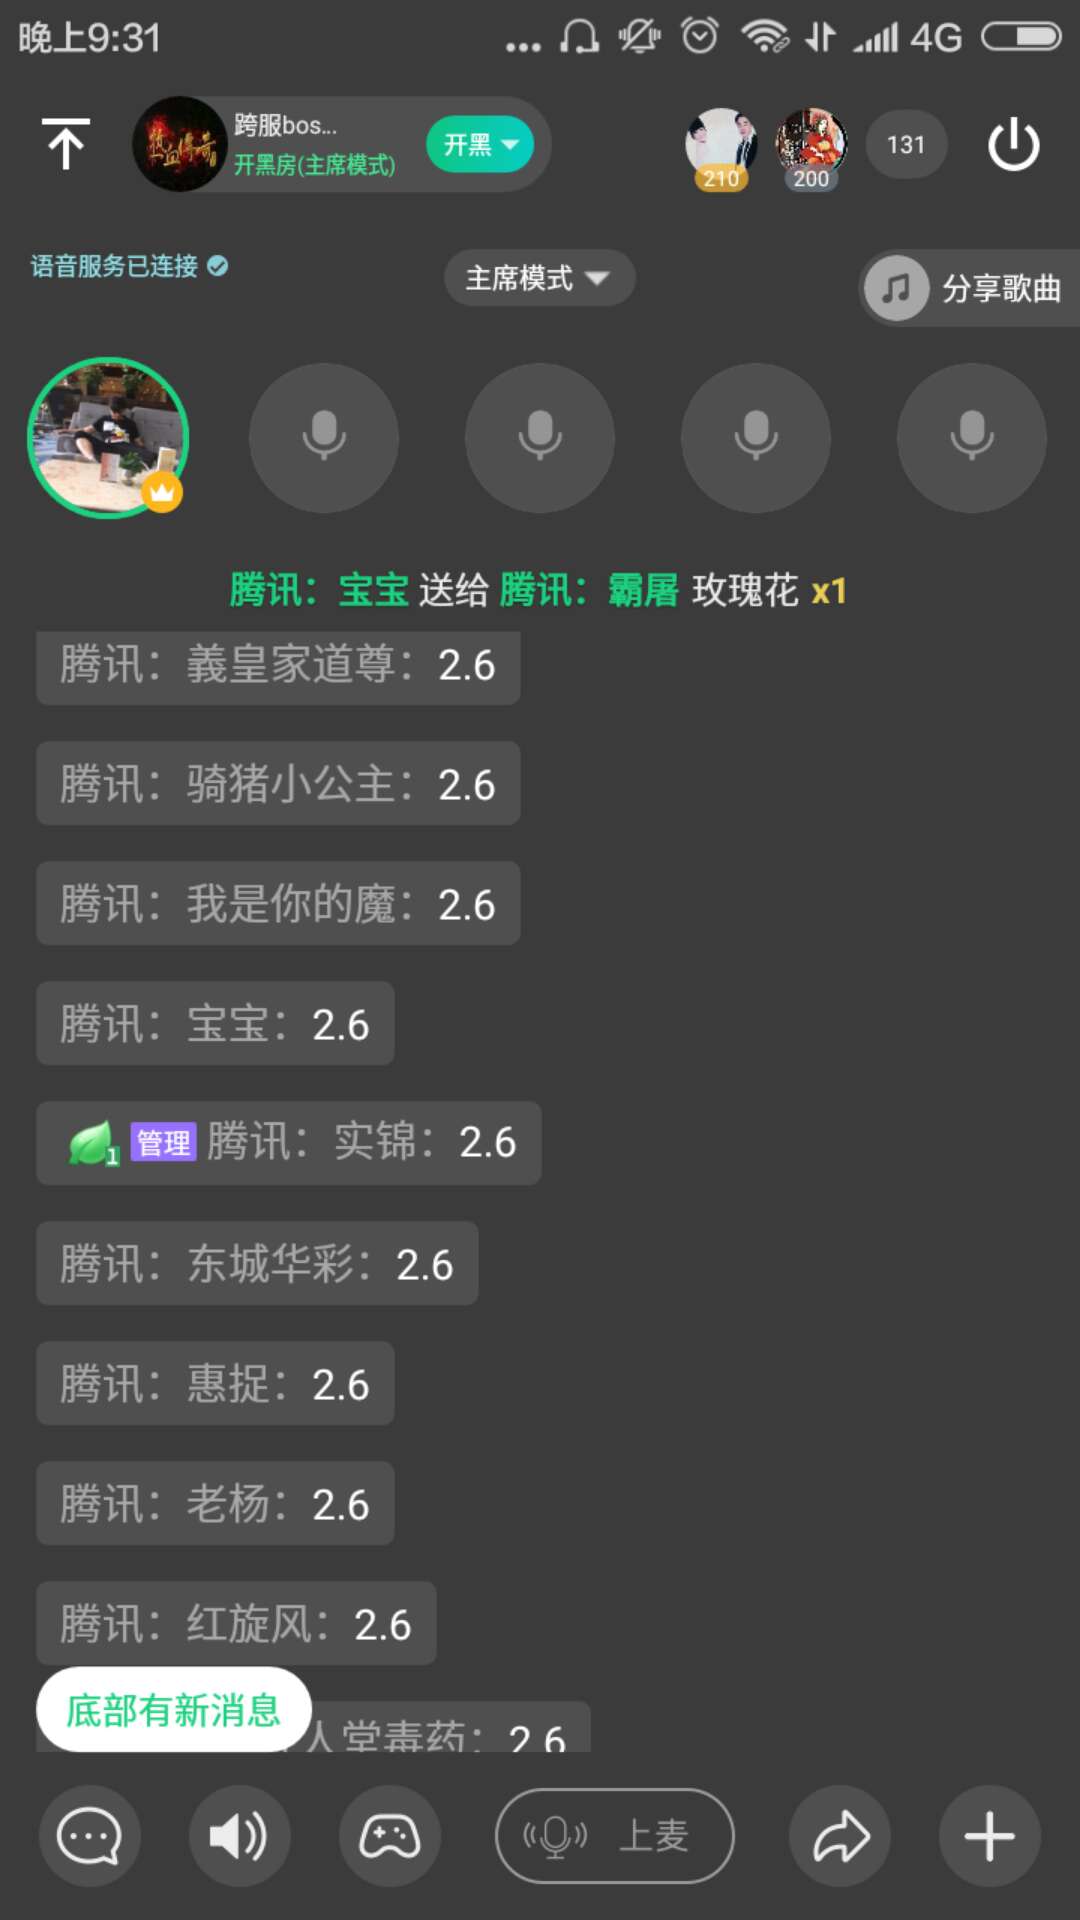 晚上9:31
4G
热血传奇
跨服bos...
开黑房(主席模式)
开黑
210
200
131
语音服务已连接
主席模式
分享歌曲
腾讯：宝宝 送给 腾讯：霸屠 玫瑰花 x1
腾讯：義皇家道尊：2.6
腾讯：骑猪小公主：2.6
腾讯：我是你的魔：2.6
腾讯：宝宝：2.6
1 管理 腾讯：实锦：2.6
腾讯：东城华彩：2.6
腾讯：惠捉：2.6
腾讯：老杨：2.6
腾讯：红旋风：2.6
人堂毒药：2.6
底部有新消息
上麦